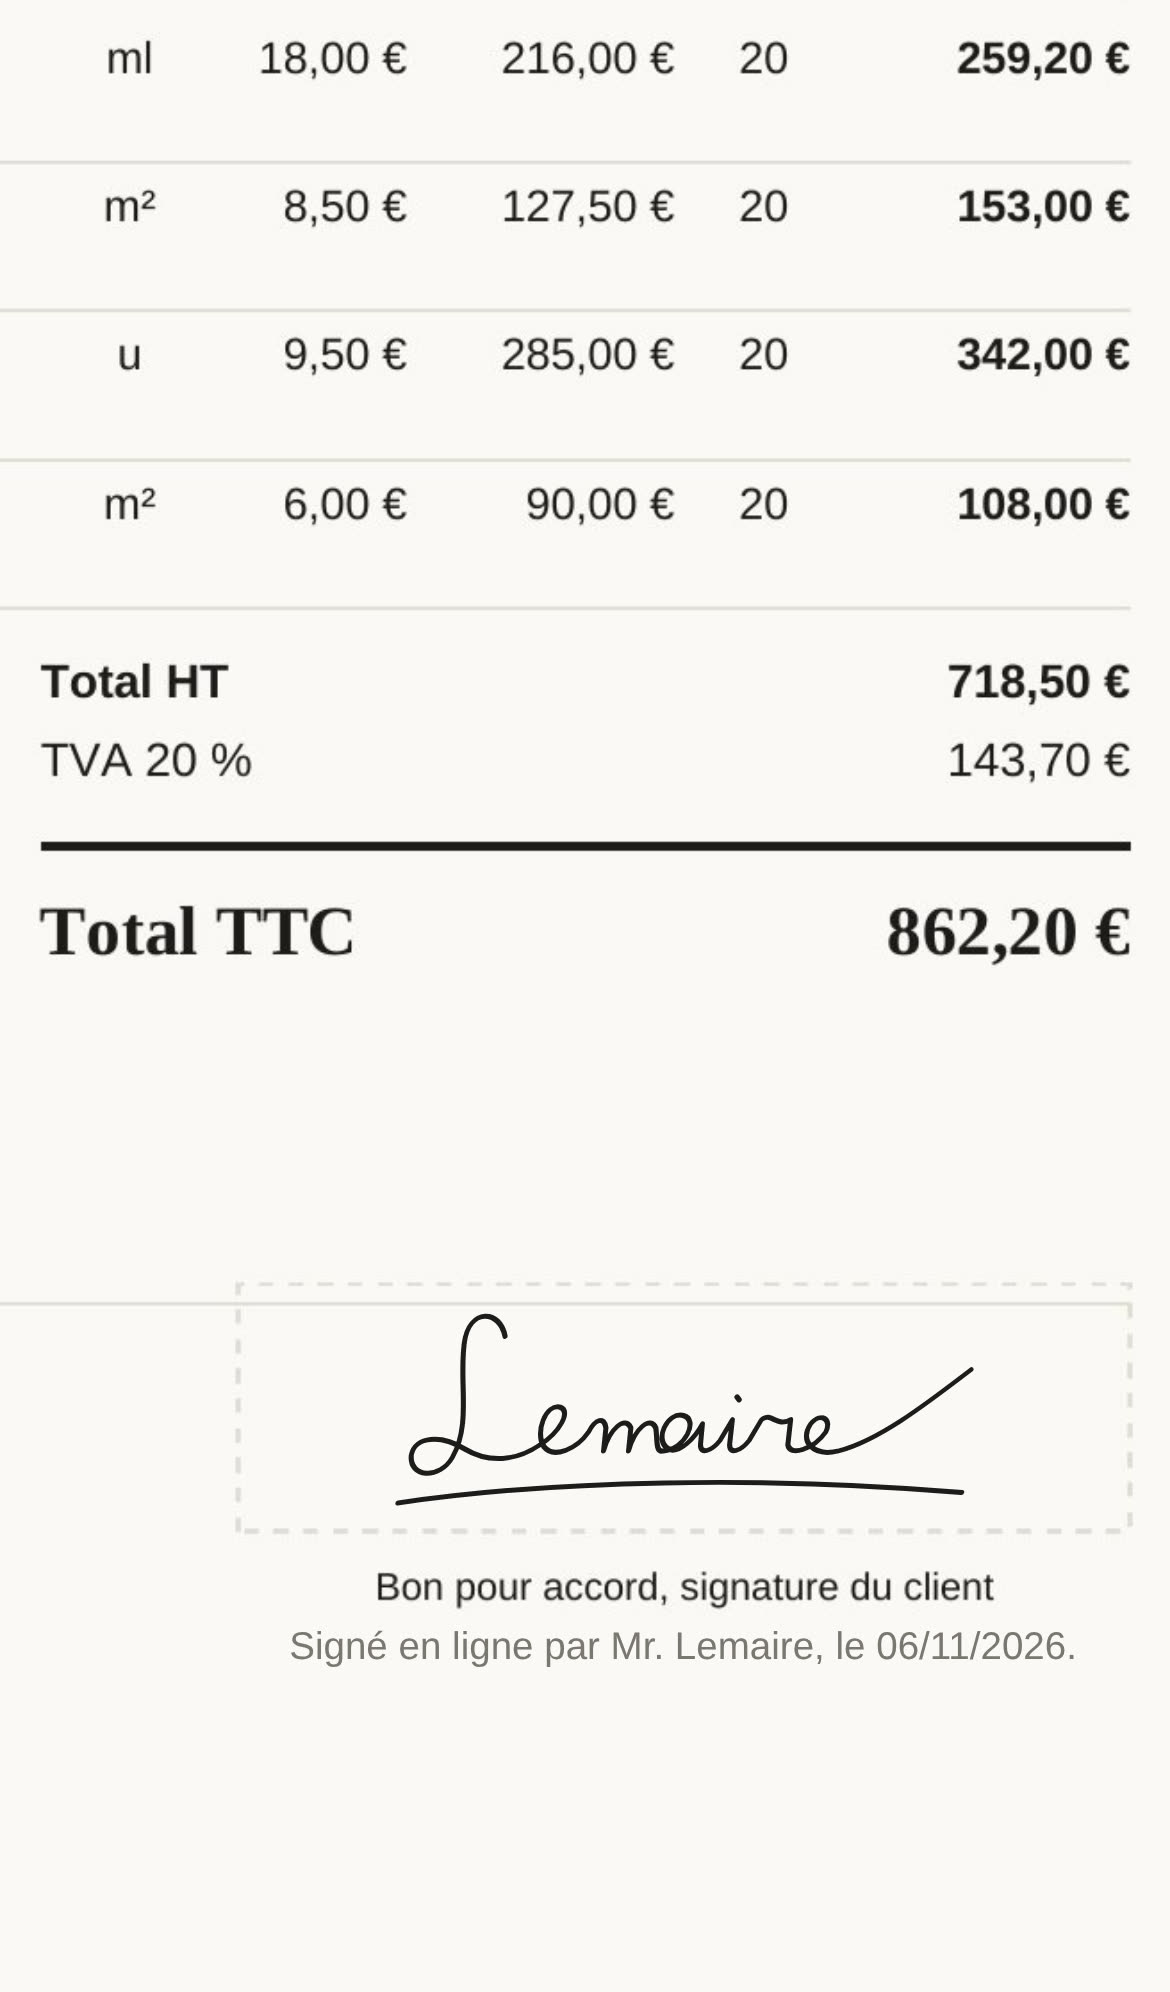 ml 18,00 € 216,00 € 20 259,20 €
m² 8,50 € 127,50 € 20 153,00 €
u 9,50 € 285,00 € 20 342,00 €
m² 6,00 € 90,00 € 20 108,00 €
Total HT 718,50 €
TVA 20 % 143,70 €
Total TTC 862,20 €
Lemaire
Bon pour accord, signature du client
Signé en ligne par Mr. Lemaire, le 06/11/2026.